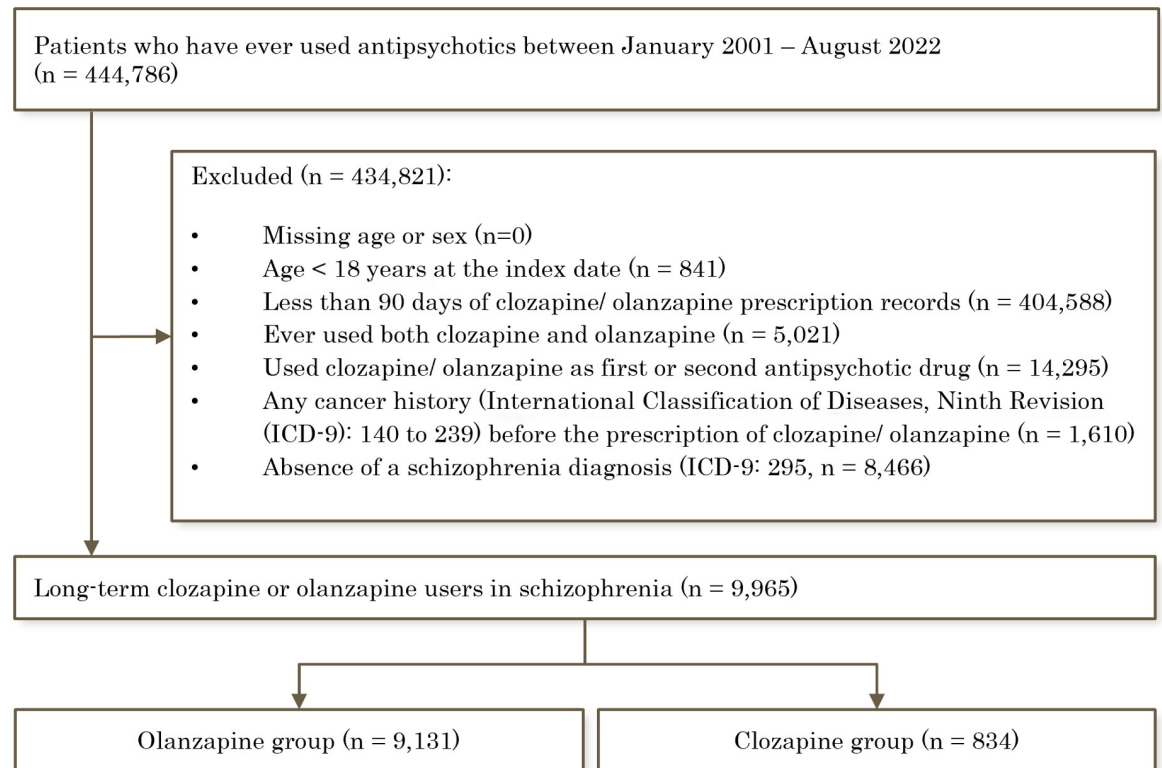 Patients who have ever used antipsychotics between January 2001 – August 2022
(n = 444,786)
Excluded (n = 434,821):
• Missing age or sex (n=0)
• Age < 18 years at the index date (n = 841)
• Less than 90 days of clozapine/ olanzapine prescription records (n = 404,588)
• Ever used both clozapine and olanzapine (n = 5,021)
• Used clozapine/ olanzapine as first or second antipsychotic drug (n = 14,295)
• Any cancer history (International Classification of Diseases, Ninth Revision
(ICD-9): 140 to 239) before the prescription of clozapine/ olanzapine (n = 1,610)
• Absence of a schizophrenia diagnosis (ICD-9: 295, n = 8,466)
Long-term clozapine or olanzapine users in schizophrenia (n = 9,965)
Olanzapine group (n = 9,131)
Clozapine group (n = 834)